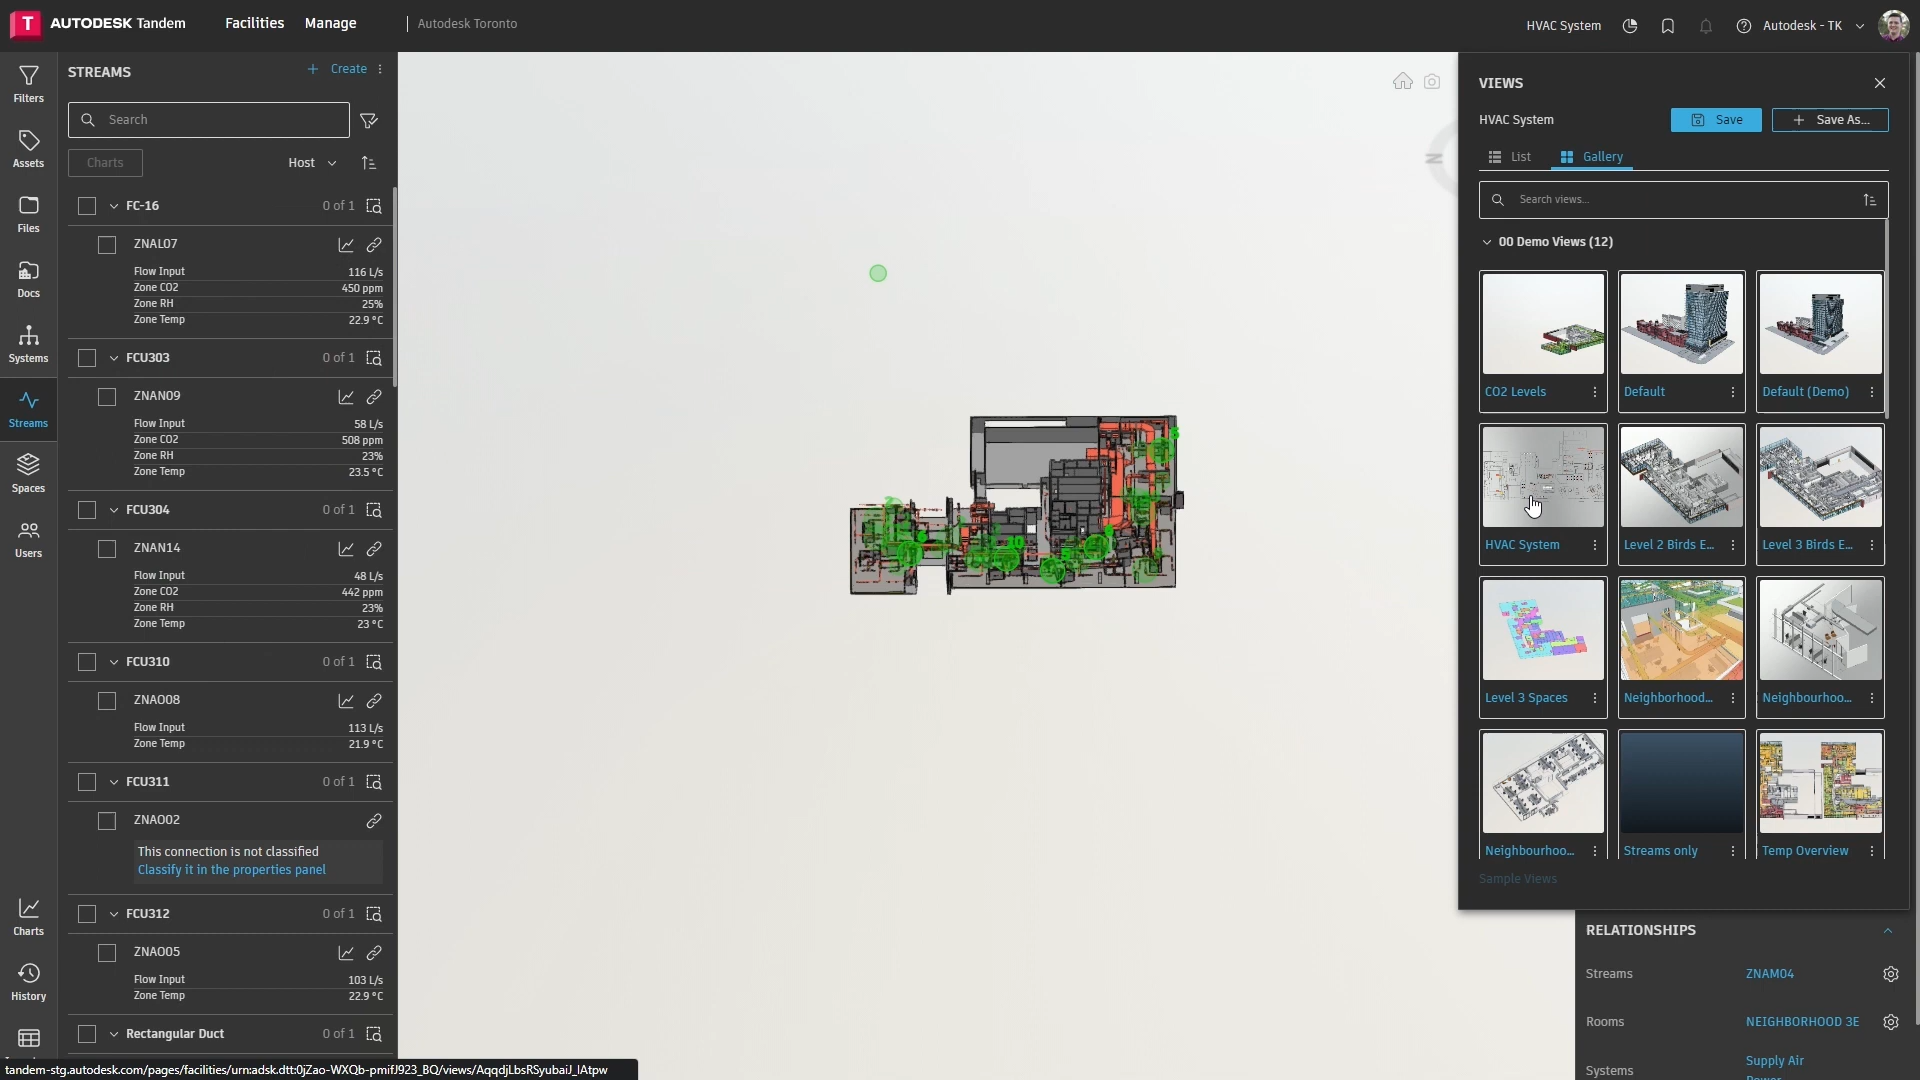 T AUTODESK Tandem
Facilities
Manage
Autodesk Toronto
HVAC System
Autodesk - TK
Filters
Assets
Files
Docs
Systems
Streams
Spaces
Users
Charts
History
STREAMS
+ Create
Search
Charts
Host
FC-16 0 of 1
ZNAL07
Flow Input 116 L/s
Zone CO2 450 ppm
Zone RH 25%
Zone Temp 22.9 °C
FCU303 0 of 1
ZNAN09
Flow Input 58 L/s
Zone CO2 508 ppm
Zone RH 23%
Zone Temp 23.5 °C
FCU304 0 of 1
ZNAN14
Flow Input 48 L/s
Zone CO2 442 ppm
Zone RH 23%
Zone Temp 23 °C
FCU310 0 of 1
ZNAO08
Flow Input 113 L/s
Zone Temp 21.9 °C
FCU311 0 of 1
ZNAO02
This connection is not classified
Classify it in the properties panel
FCU312 0 of 1
ZNAO05
Flow Input 103 L/s
Zone Temp 22.9 °C
Rectangular Duct 0 of 1
tandem-stg.autodesk.com/pages/facilities/urn:adsk.dtt:0jZao-WXQb-pmifJ923_BQ/views/AqqdjLbsRSyubaiJ_lAtpw
N
VIEWS
HVAC System
Save
+ Save As...
List
Gallery
Search views...
00 Demo Views (12)
CO2 Levels
Default
Default (Demo)
HVAC System
Level 2 Birds E...
Level 3 Birds E...
Level 3 Spaces
Neighborhood...
Neighbourhoo...
Neighbourhoo...
Streams only
Temp Overview
Sample Views
RELATIONSHIPS
Streams ZNAM04
Rooms NEIGHBORHOOD 3E
Systems Supply Air